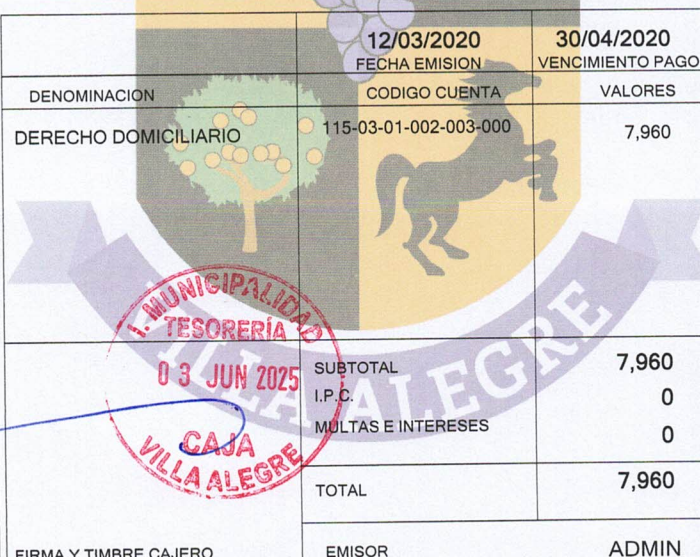 12/03/2020 30/04/2020
FECHA EMISION VENCIMIENTO PAGO
DENOMINACION CODIGO CUENTA VALORES
DERECHO DOMICILIARIO 115-03-01-002-003-000 7,960
I. MUNICIPALIDAD
TESORERÍA
03 JUN 2025
CAJA
VILLA ALEGRE
VILLA ALEGRE
SUBTOTAL 7,960
I.P.C. 0
MULTAS E INTERESES 0
TOTAL 7,960
FIRMA Y TIMBRE CAJERO EMISOR ADMIN